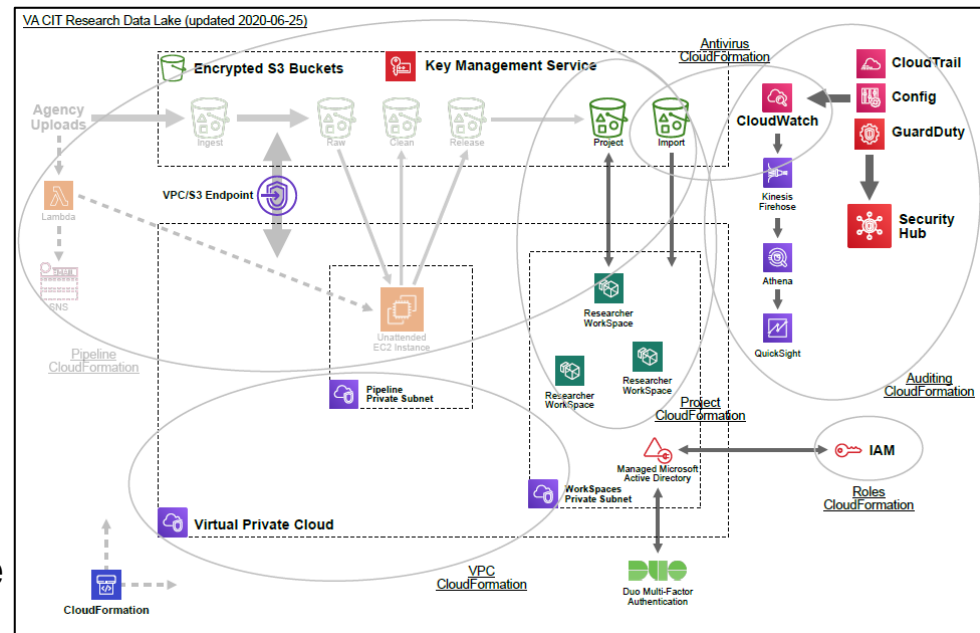 VA CIT Research Data Lake (updated 2020-06-25)
Encrypted S3 Buckets
Key Management Service
Antivirus
CloudFormation
CloudTrail
Config
GuardDuty
CloudWatch
Agency
Uploads
Ingest
Raw
Clean
Release
Project
Import
Kinesis
Firehose
Security
Hub
VPC/S3 Endpoint
Lambda
SNS
Athena
Researcher
WorkSpace
Unattended
EC2 Instance
QuickSight
Pipeline
CloudFormation
Pipeline
Private Subnet
Researcher
WorkSpace
Researcher
WorkSpace
Project
CloudFormation
Auditing
CloudFormation
IAM
Managed Microsoft
Active Directory
Roles
CloudFormation
WorkSpaces
Private Subnet
Virtual Private Cloud
VPC
CloudFormation
DUO
Duo Multi-Factor
Authentication
CloudFormation
e